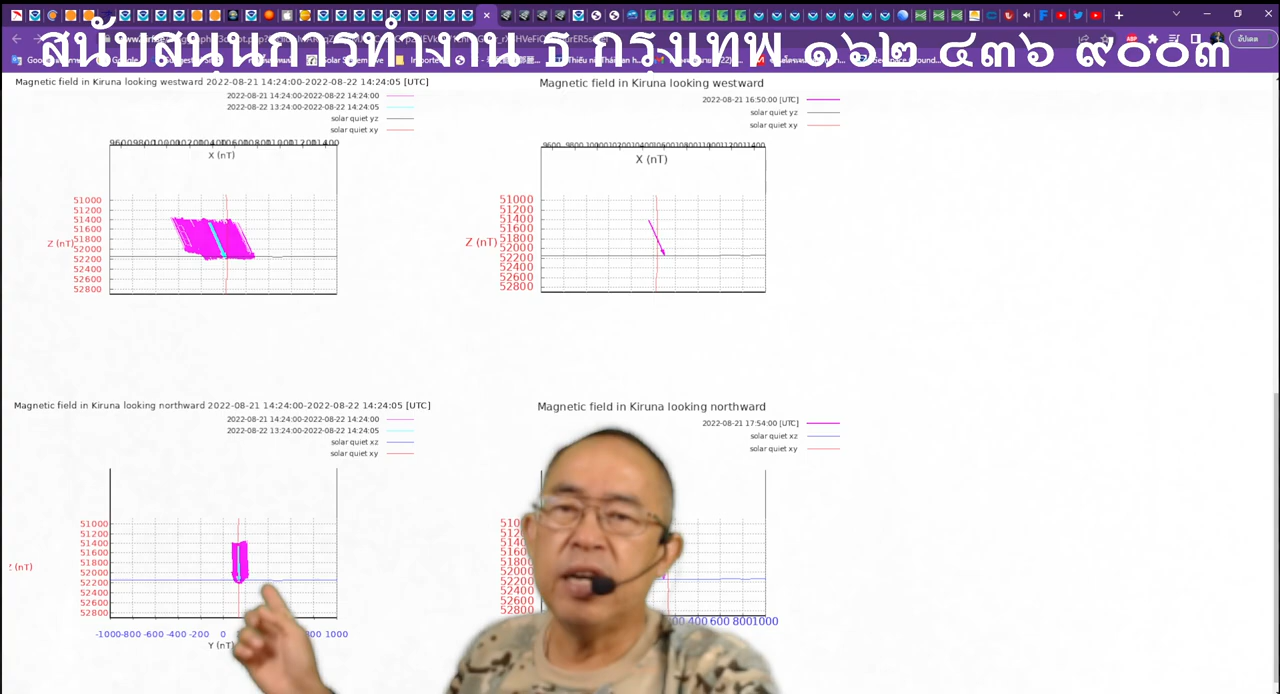 สนับสนุนการทำงาน ธ.กรุงเทพ ๑๖๒ ๔๓๖ ๙๐๐๓
Magnetic field in Kiruna looking westward 2022-08-21 14:24:00-2022-08-22 14:24:05 [UTC]
2022-08-21 14:24:00-2022-08-22 14:24:00
2022-08-22 13:24:00-2022-08-22 14:24:05
solar quiet yz
solar quiet xy
X (nT)
51000
51200
51400
51600
51800
Z (nT)
52000
52200
52400
52600
52800
Magnetic field in Kiruna looking westward
2022-08-21 16:50:00 [UTC]
solar quiet yz
solar quiet xy
X (nT)
51000
51200
51400
51600
51800
Z (nT)
52000
52200
52400
52600
52800
Magnetic field in Kiruna looking northward 2022-08-21 14:24:00-2022-08-22 14:24:05 [UTC]
2022-08-21 14:24:00-2022-08-22 14:24:00
2022-08-22 13:24:00-2022-08-22 14:24:05
solar quiet xz
solar quiet xy
51000
51200
51400
51600
51800
Z (nT)
52000
52200
52400
52600
52800
-1000 -800 -600 -400 -200 0 800 1000
Y (nT)
Magnetic field in Kiruna looking northward
2022-08-21 17:54:00 [UTC]
solar quiet xz
solar quiet xy
52000
52200
52400
52600
52800
200 400 600 800 1000